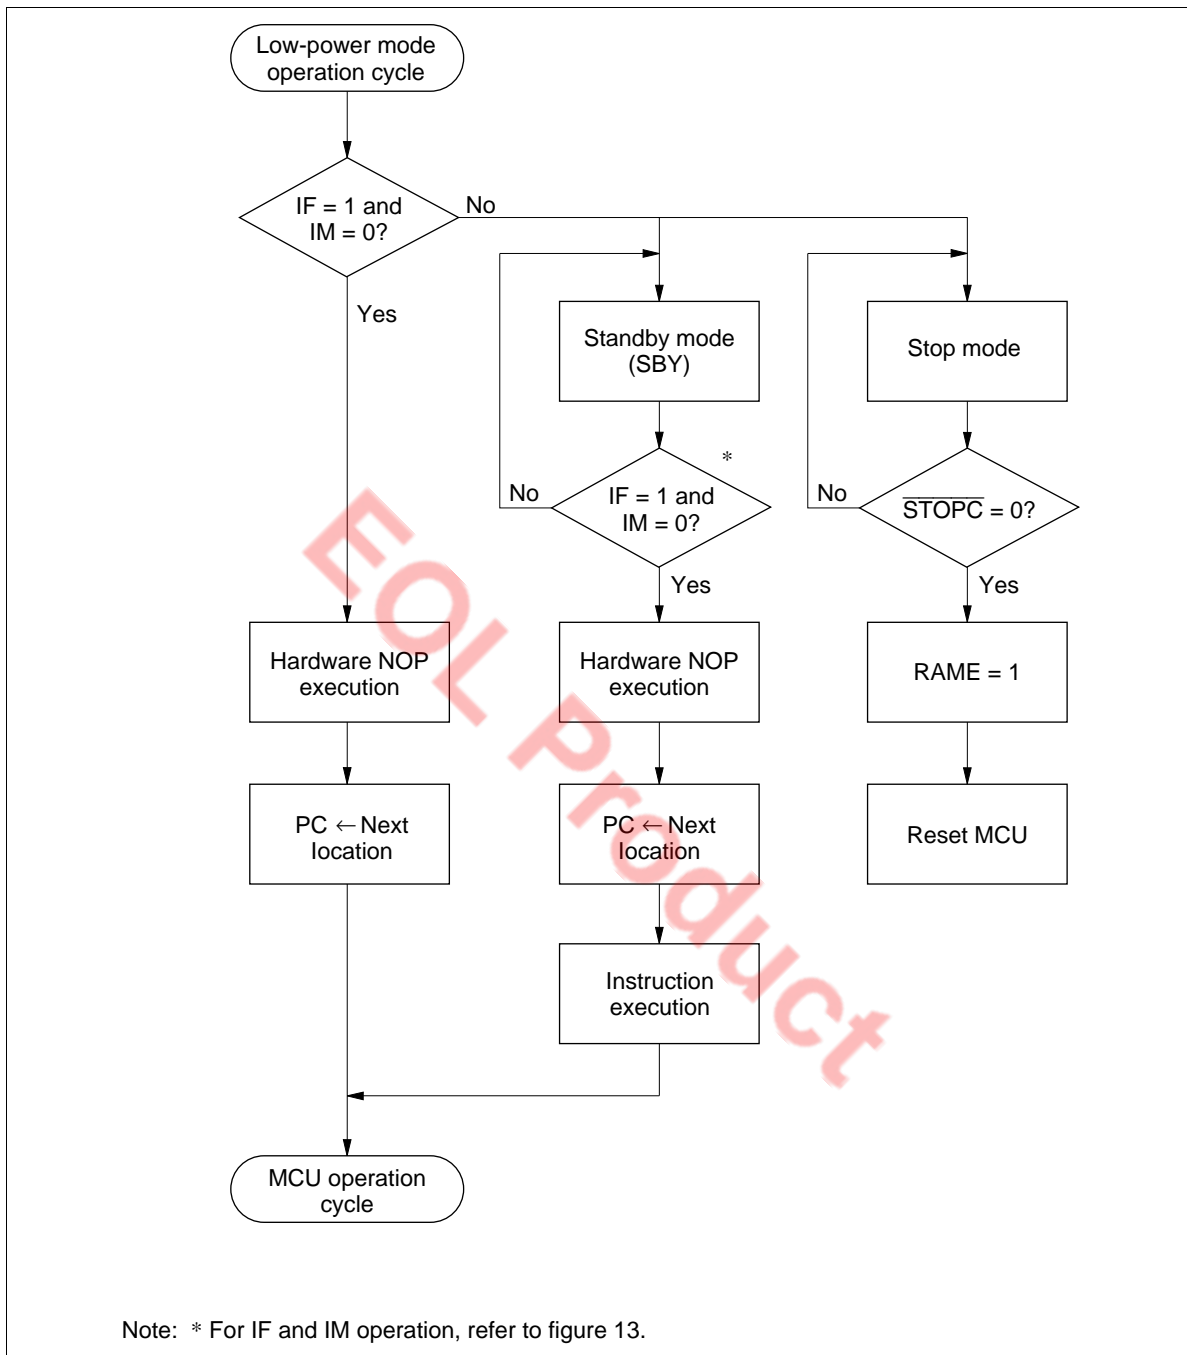 Low-power mode
operation cycle
IF = 1 and
IM = 0?
No
Yes
Standby mode
(SBY)
Stop mode
*
No
IF = 1 and
IM = 0?
Yes
No
S̅T̅O̅P̅C̅ = 0?
Yes
Hardware NOP
execution
Hardware NOP
execution
RAME = 1
PC ← Next
location
PC ← Next
location
Reset MCU
Instruction
execution
MCU operation
cycle
EOL Product
Note: * For IF and IM operation, refer to figure 13.